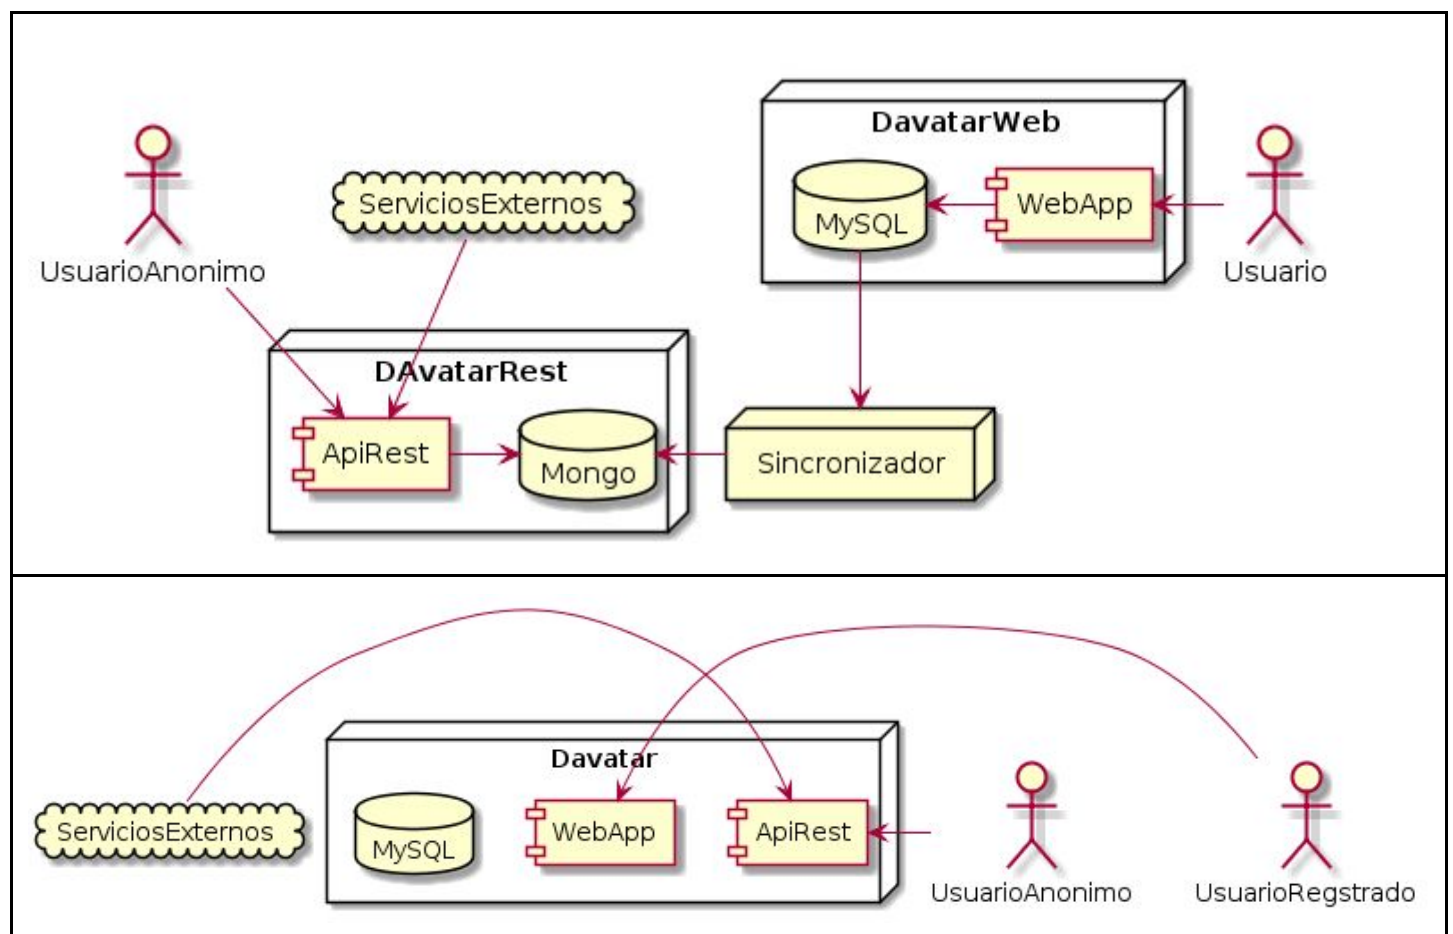 DavatarWeb
UsuarioAnonimo
ServiciosExternos
MySQL
WebApp
Usuario
DAvatarRest
ApiRest
Mongo
Sincronizador
Davatar
ServiciosExternos
MySQL
WebApp
ApiRest
UsuarioAnonimo
UsuarioRegstrado